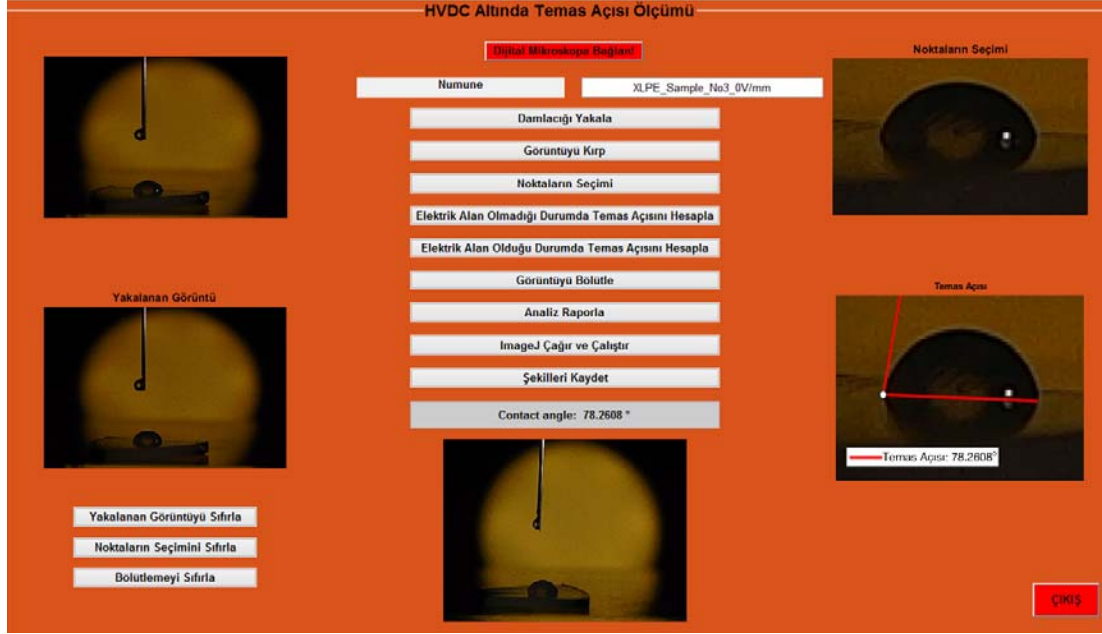 HVDC Altında Temas Açısı Ölçümü
Dijital Mikroskopa Bağlan!
Numune
XLPE_Sample_No3_0V/mm
Damlacığı Yakala
Görüntüyü Kırp
Noktaların Seçimi
Elektrik Alan Olmadığı Durumda Temas Açısını Hesapla
Elektrik Alan Olduğu Durumda Temas Açısını Hesapla
Görüntüyü Bölütle
Analiz Raporla
ImageJ Çağır ve Çalıştır
Şekilleri Kaydet
Contact angle: 78.2608 °
Yakalanan Görüntü
Yakalanan Görüntüyü Sıfırla
Noktaların Seçimini Sıfırla
Bölütlemeyi Sıfırla
Noktaların Seçimi
Temas Açısı
Temas Açısı: 78.2608°
ÇIKIŞ